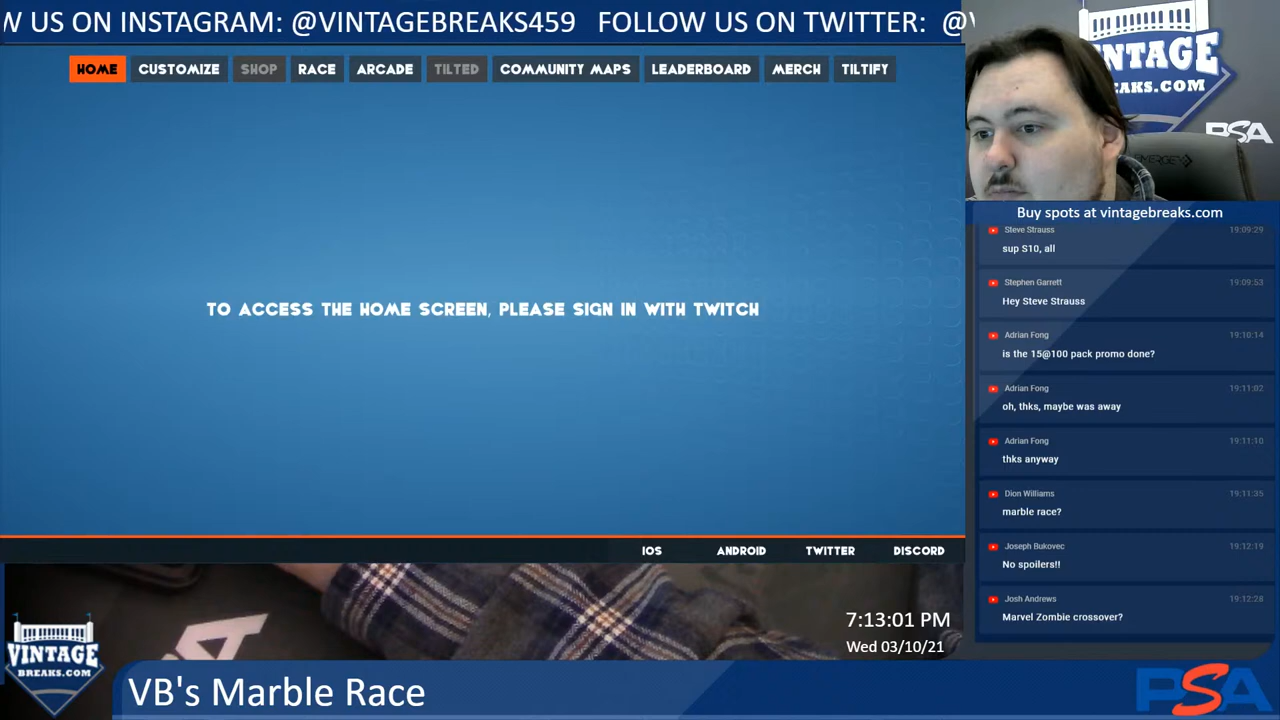 W US ON INSTAGRAM: @VINTAGEBREAKS459 FOLLOW US ON TWITTER: @V
HOME CUSTOMIZE SHOP RACE ARCADE TILTED COMMUNITY MAPS LEADERBOARD MERCH TILTIFY
TO ACCESS THE HOME SCREEN, PLEASE SIGN IN WITH TWITCH
IOS ANDROID TWITTER DISCORD
VINTAGE
BREAKS.COM
PSA
Buy spots at vintagebreaks.com
Steve Strauss 19:09:29
sup S10, all
Stephen Garrett 19:09:53
Hey Steve Strauss
Adrian Fong 19:10:14
is the 15@100 pack promo done?
Adrian Fong 19:11:02
oh, thks, maybe was away
Adrian Fong 19:11:10
thks anyway
Dion Williams 19:11:35
marble race?
Joseph Bukovec 19:12:19
No spoilers!!
Josh Andrews 19:12:28
Marvel Zombie crossover?
7:13:01 PM
Wed 03/10/21
VINTAGE
BREAKS.COM
VB's Marble Race
PSA